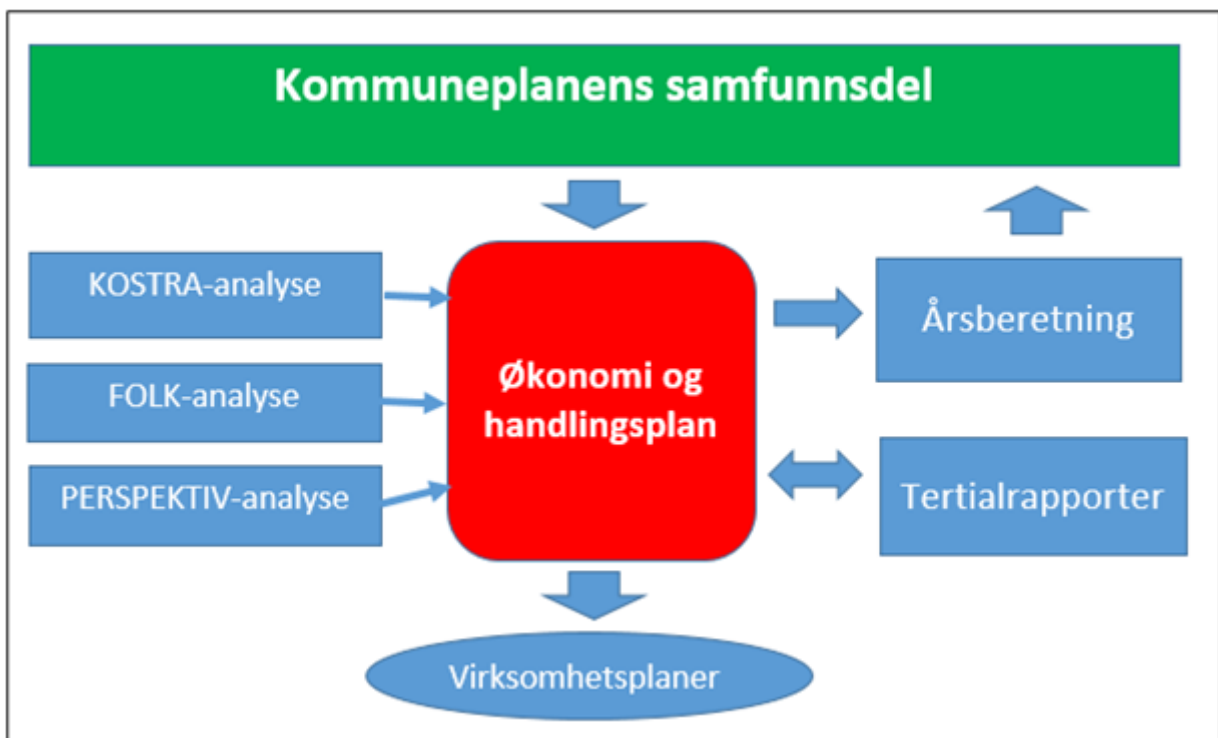 Kommuneplanens samfunnsdel
KOSTRA-analyse
FOLK-analyse
PERSPEKTIV-analyse
Økonomi og
handlingsplan
Årsberetning
Tertialrapporter
Virksomhetsplaner